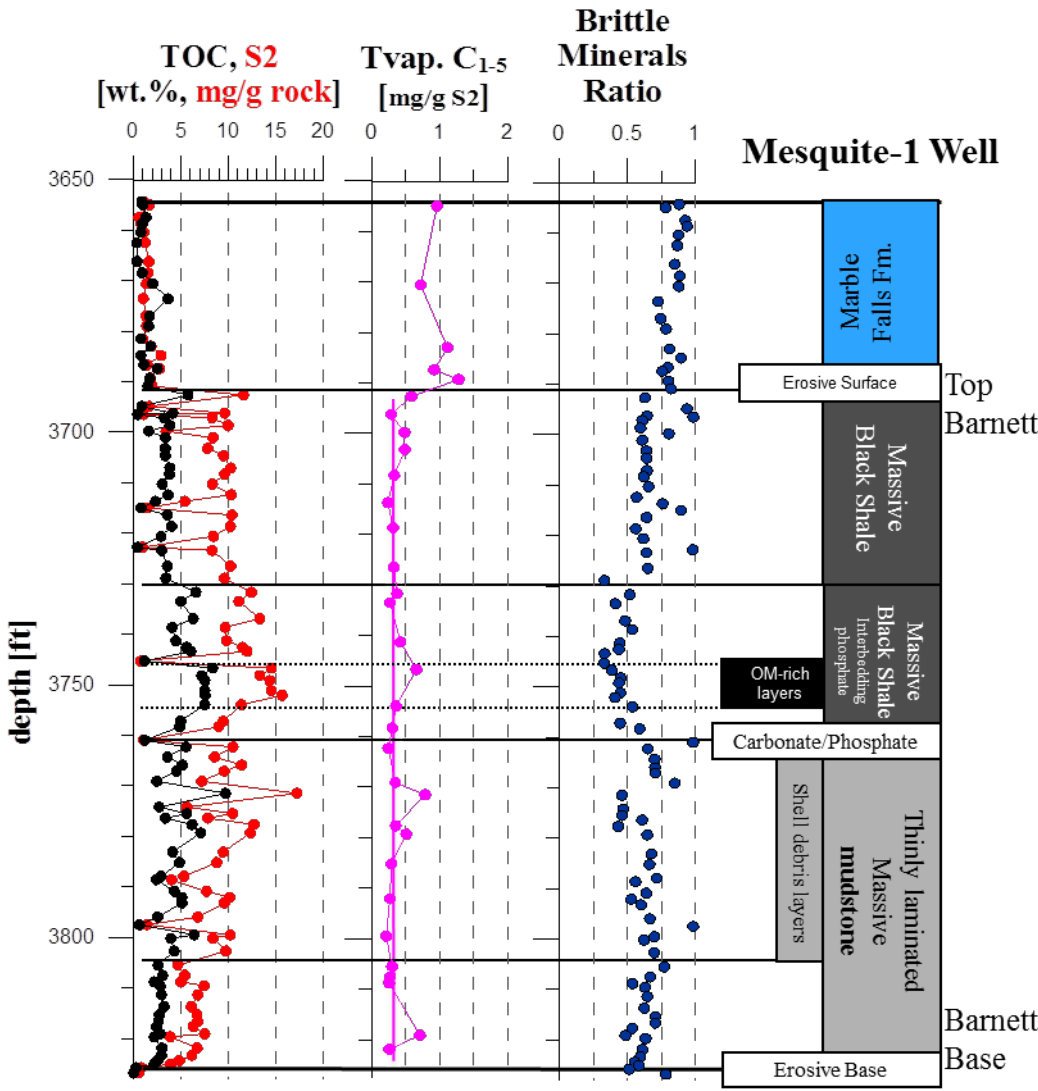 TOC, S2
[wt.%, mg/g rock]
0 5 10 15 20
Tvap. C1-5
[mg/g S2]
0 1 2
Brittle
Minerals
Ratio
0 0.5 1
Mesquite-1 Well
depth [ft]
3650
3700
3750
3800
Marble
Falls Fm.
Erosive Surface
Top
Barnett
Massive
Black Shale
Massive
Black Shale
Interbedding
phosphate
OM-rich
layers
Carbonate/Phosphate
Shell debris layers
Thinly laminated
Massive
mudstone
Barnett
Base
Erosive Base